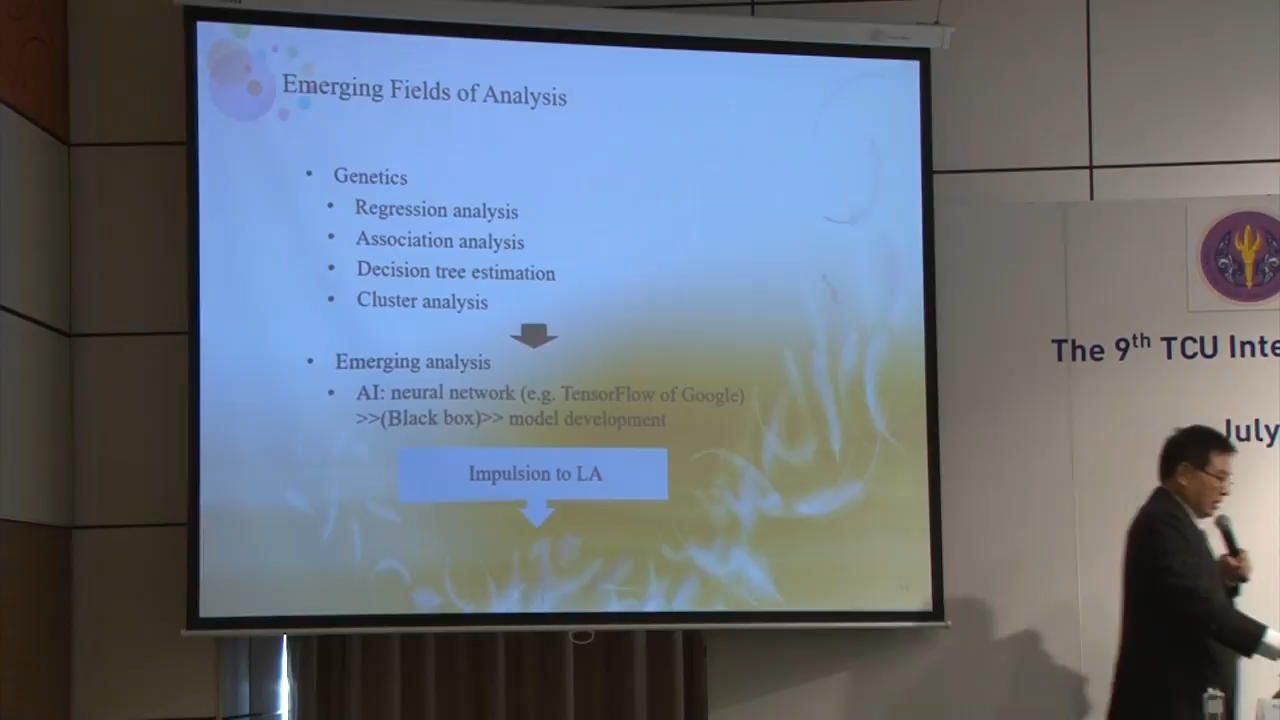 Emerging Fields of Analysis
• Genetics
• Regression analysis
• Association analysis
• Decision tree estimation
• Cluster analysis
• Emerging analysis
• AI: neural network (e.g. TensorFlow of Google)
>>(Black box)>> model development
Impulsion to LA
The 9th TCU Inte
July